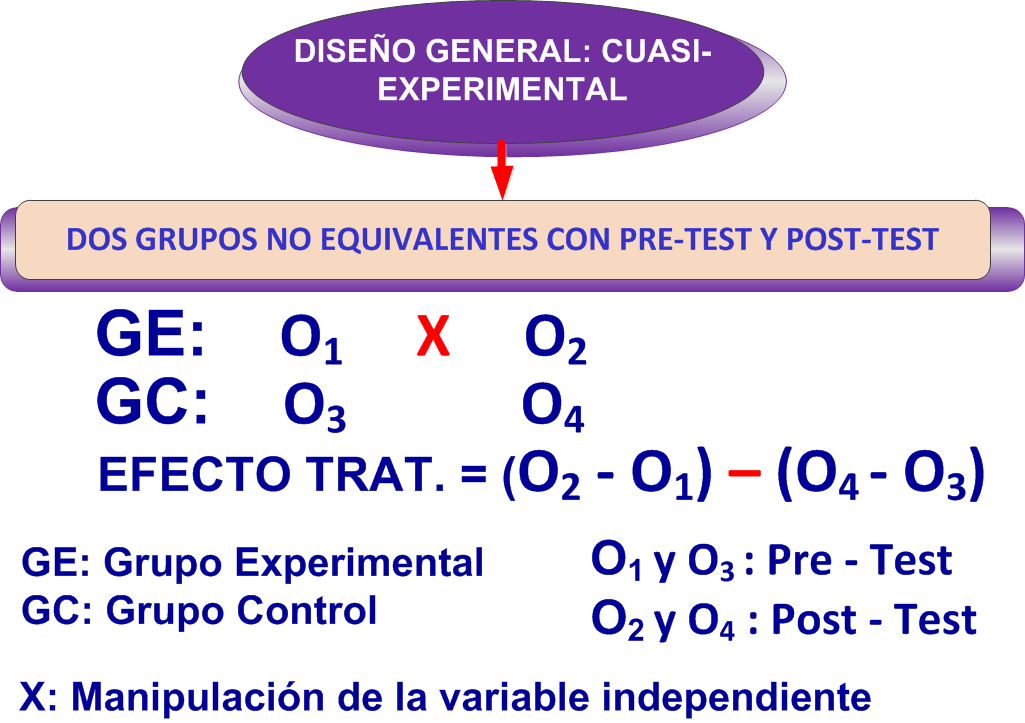 DISEÑO GENERAL: CUASI-
EXPERIMENTAL
DOS GRUPOS NO EQUIVALENTES CON PRE-TEST Y POST-TEST
GE: O₁ X O₂
GC: O₃ O₄
EFECTO TRAT. = (O₂ - O₁) – (O₄ - O₃)
GE: Grupo Experimental
GC: Grupo Control
O₁ y O₃ : Pre - Test
O₂ y O₄ : Post - Test
X: Manipulación de la variable independiente